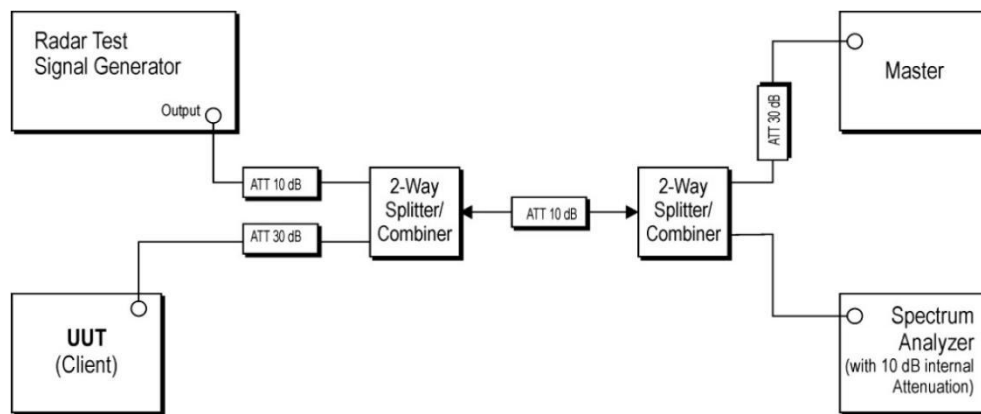 Radar Test
Signal Generator
Output
ATT 10 dB
ATT 30 dB
UUT
(Client)
2-Way
Splitter/
Combiner
ATT 10 dB
2-Way
Splitter/
Combiner
ATT 30 dB
Master
Spectrum
Analyzer
(with 10 dB internal
Attenuation)